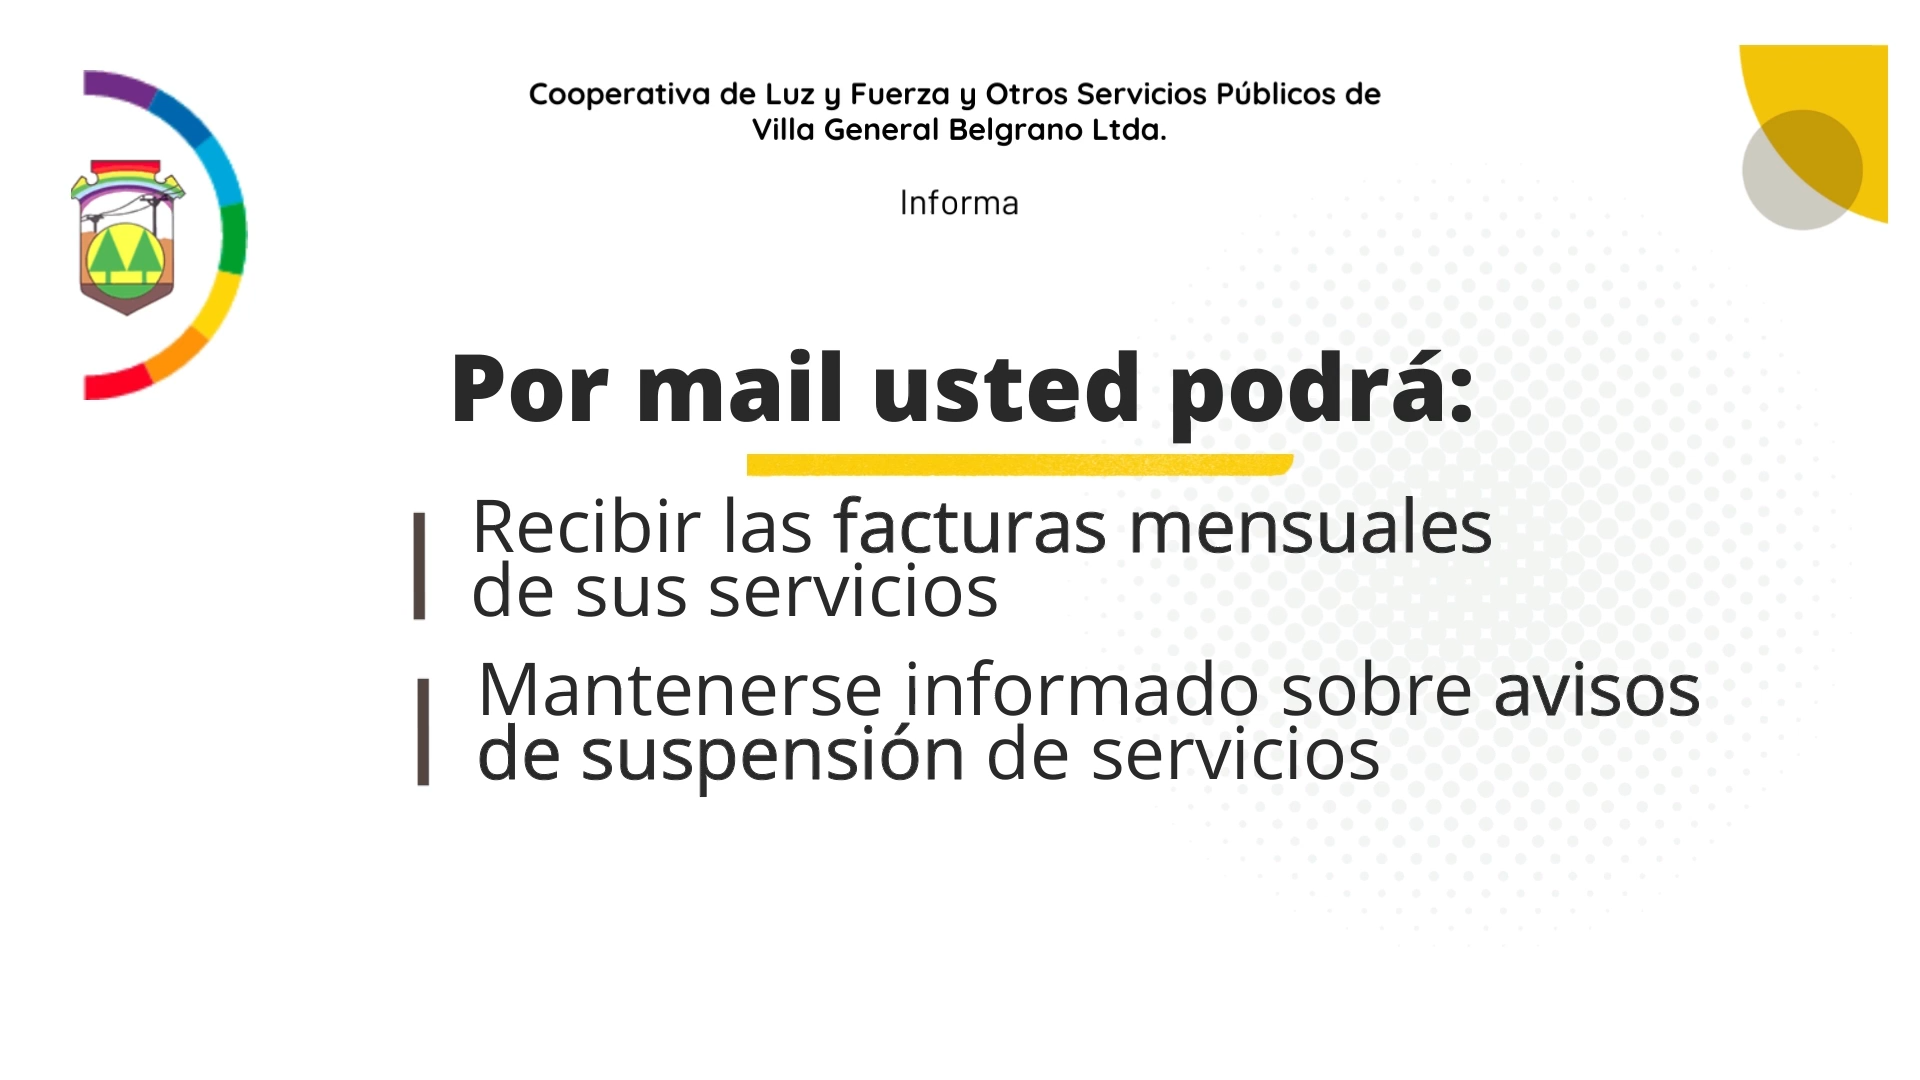 Cooperativa de Luz y Fuerza y Otros Servicios Públicos de
Villa General Belgrano Ltda.
Informa
Por mail usted podrá:
Recibir las facturas mensuales
de sus servicios
Mantenerse informado sobre avisos
de suspensión de servicios